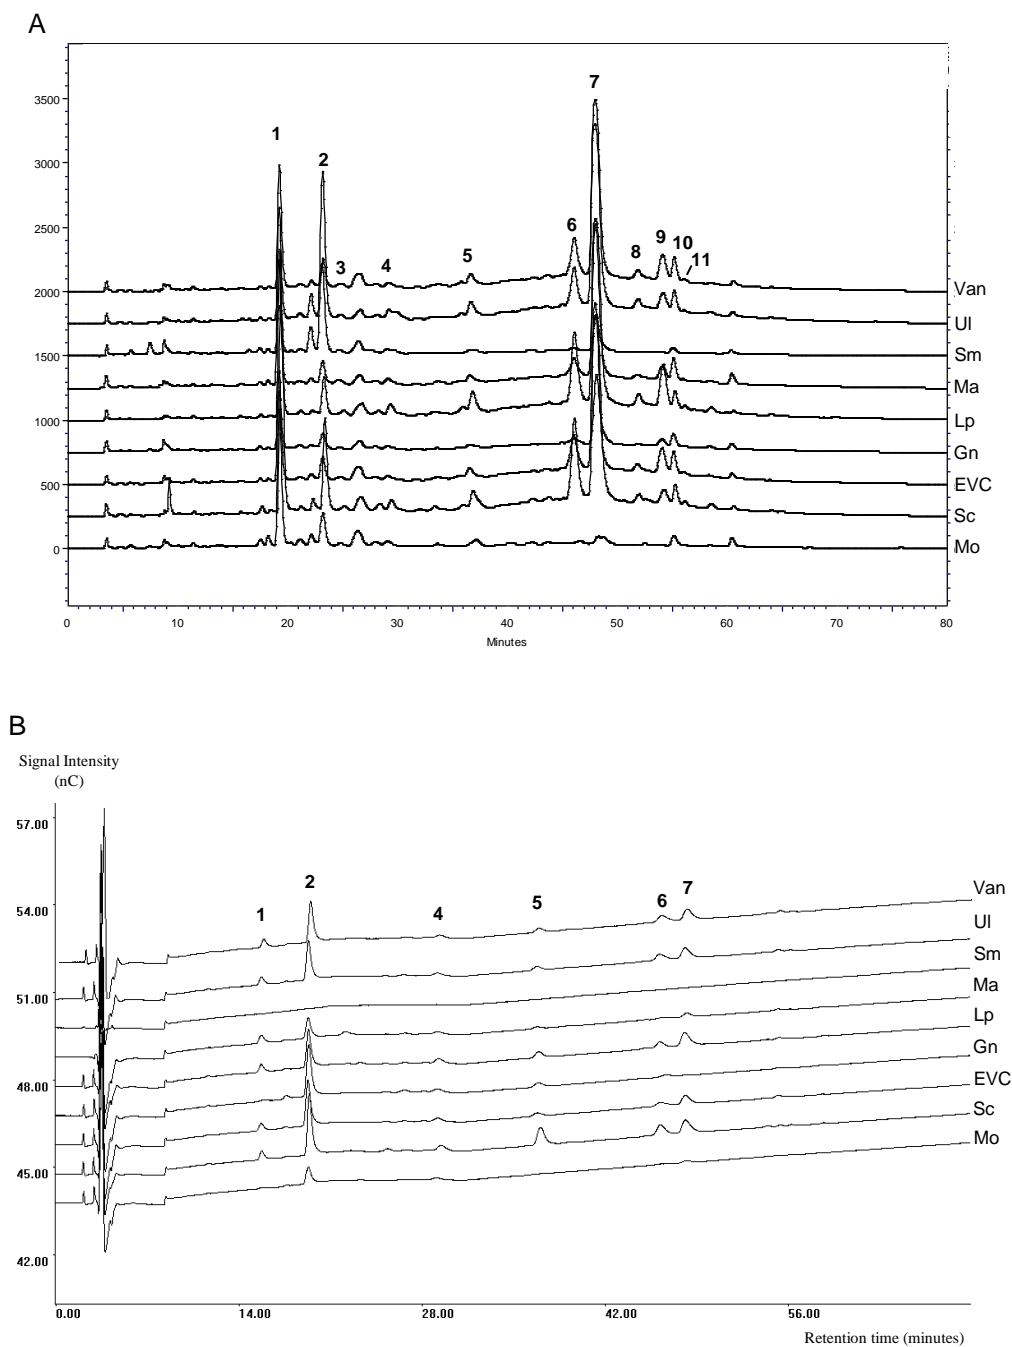 A
7
3500
1
3000
2
6
9
10
5
8
11
3
4
2500
2000
Van
Ul
1500
Sm
Ma
1000
Lp
Gn
500
EVC
Sc
0
Mo
0 10 20 30 40 50 60 70 80
Minutes
B
Signal Intensity
(nC)
57.00
Van
2
7
54.00
1
4
5
6
Ul
Sm
51.00
Ma
Lp
Gn
48.00
EVC
Sc
Mo
45.00
42.00
0.00 14.00 28.00 42.00 56.00
Retention time (minutes)